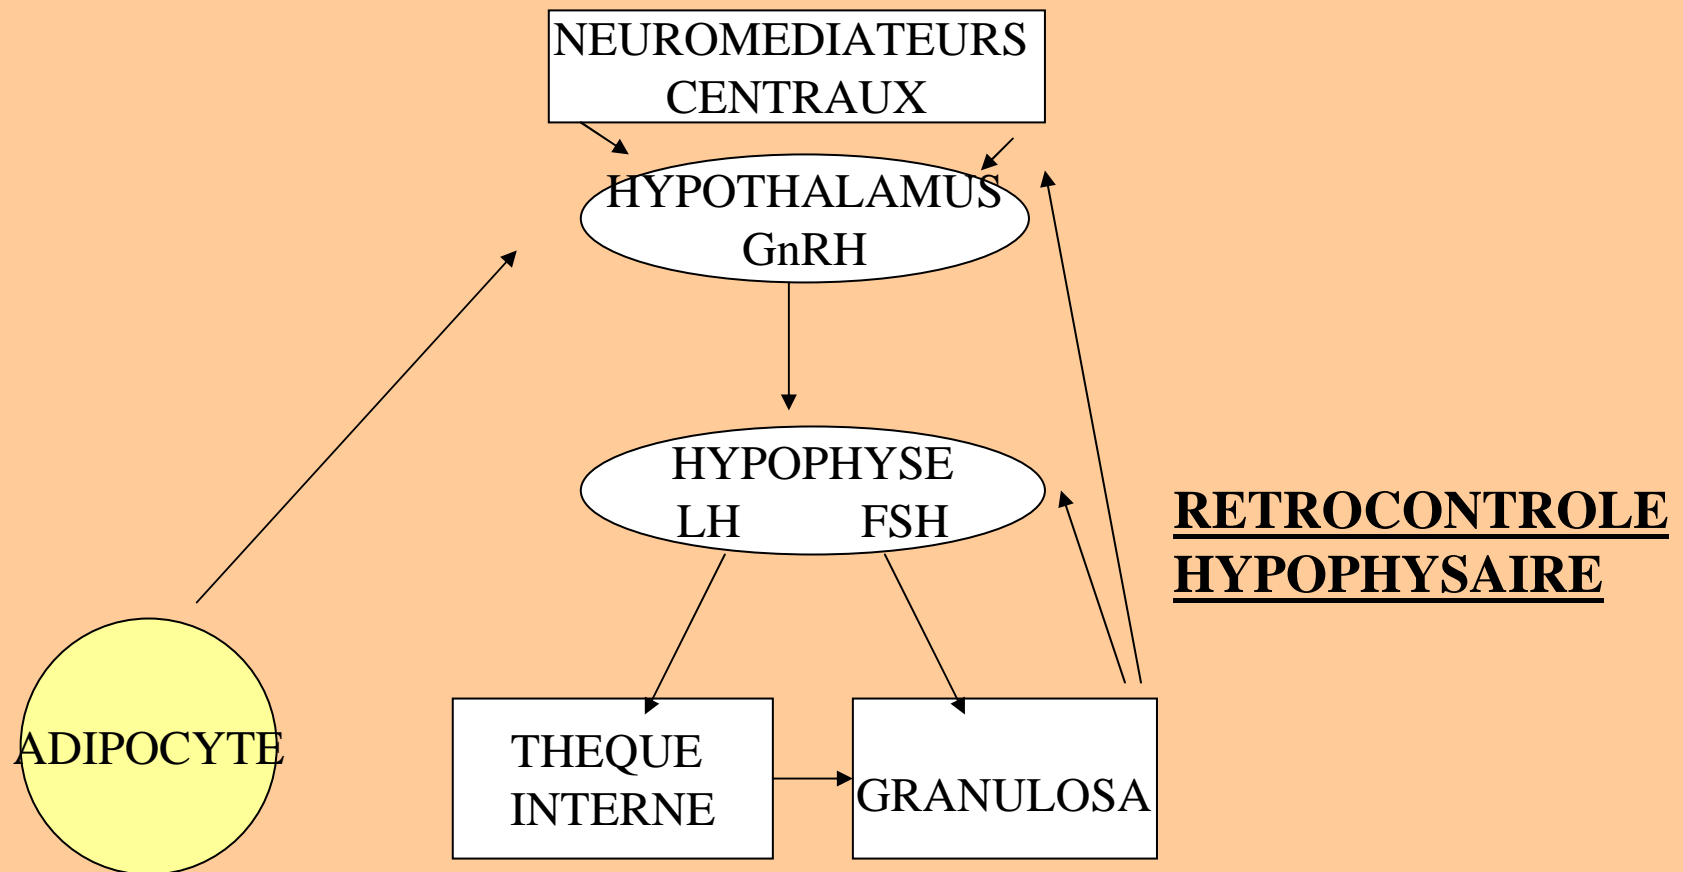 NEUROMEDIATEURS
CENTRAUX
HYPOTHALAMUS
GnRH
HYPOPHYSE
LH FSH
RETROCONTROLE
HYPOPHYSAIRE
ADIPOCYTE
THEQUE
INTERNE
GRANULOSA